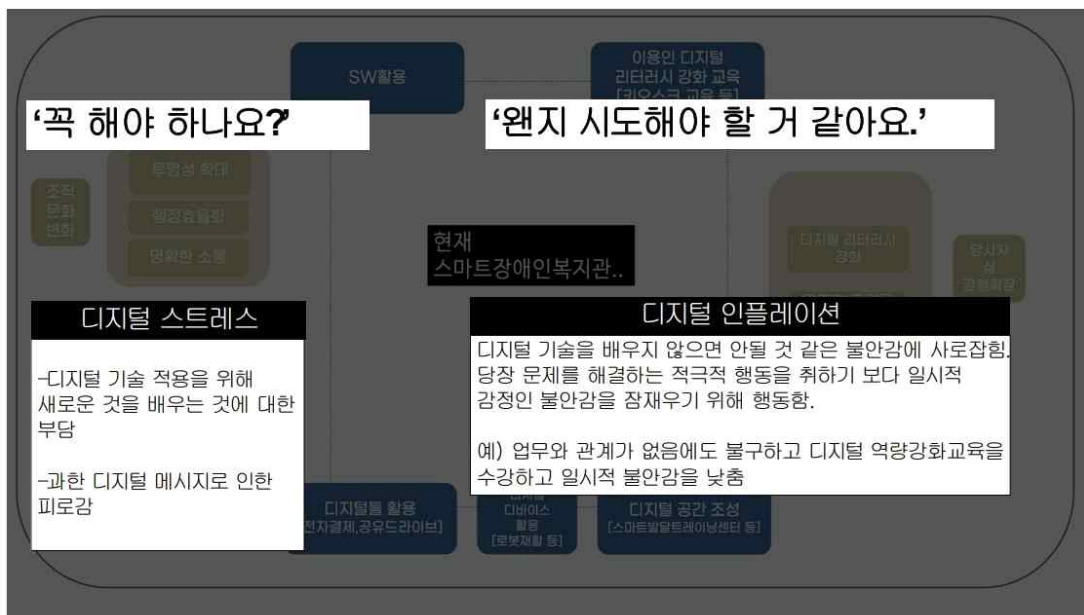 SW활용
이용인 디지털
리터러시 강화 교육
[키오스크 교육 등]
‘꼭 해야 하나요?’
‘왠지 시도해야 할 거 같아요.’
투명성 확대
행정효율화
명확한 소통
조직
문화
변화
현재
스마트장애인복지관..
디지털 리터러시
강화
당사자
삶
디지털 스트레스
-디지털 기술 적용을 위해
새로운 것을 배우는 것에 대한
부담
-과한 디지털 메시지로 인한
피로감
디지털 인플레이션
디지털 기술을 배우지 않으면 안될 것 같은 불안감에 사로잡힘.
당장 문제를 해결하는 적극적 행동을 취하기 보다 일시적
감정인 불안감을 잠재우기 위해 행동함.
예) 업무와 관계가 없음에도 불구하고 디지털 역량강화교육을
수강하고 일시적 불안감을 낮춤
디지털툴 활용
전자결제,공유드라이브]
디바이스
활용
[로봇재활 등]
디지털 공간 조성
[스마트발달트레이닝센터 등]